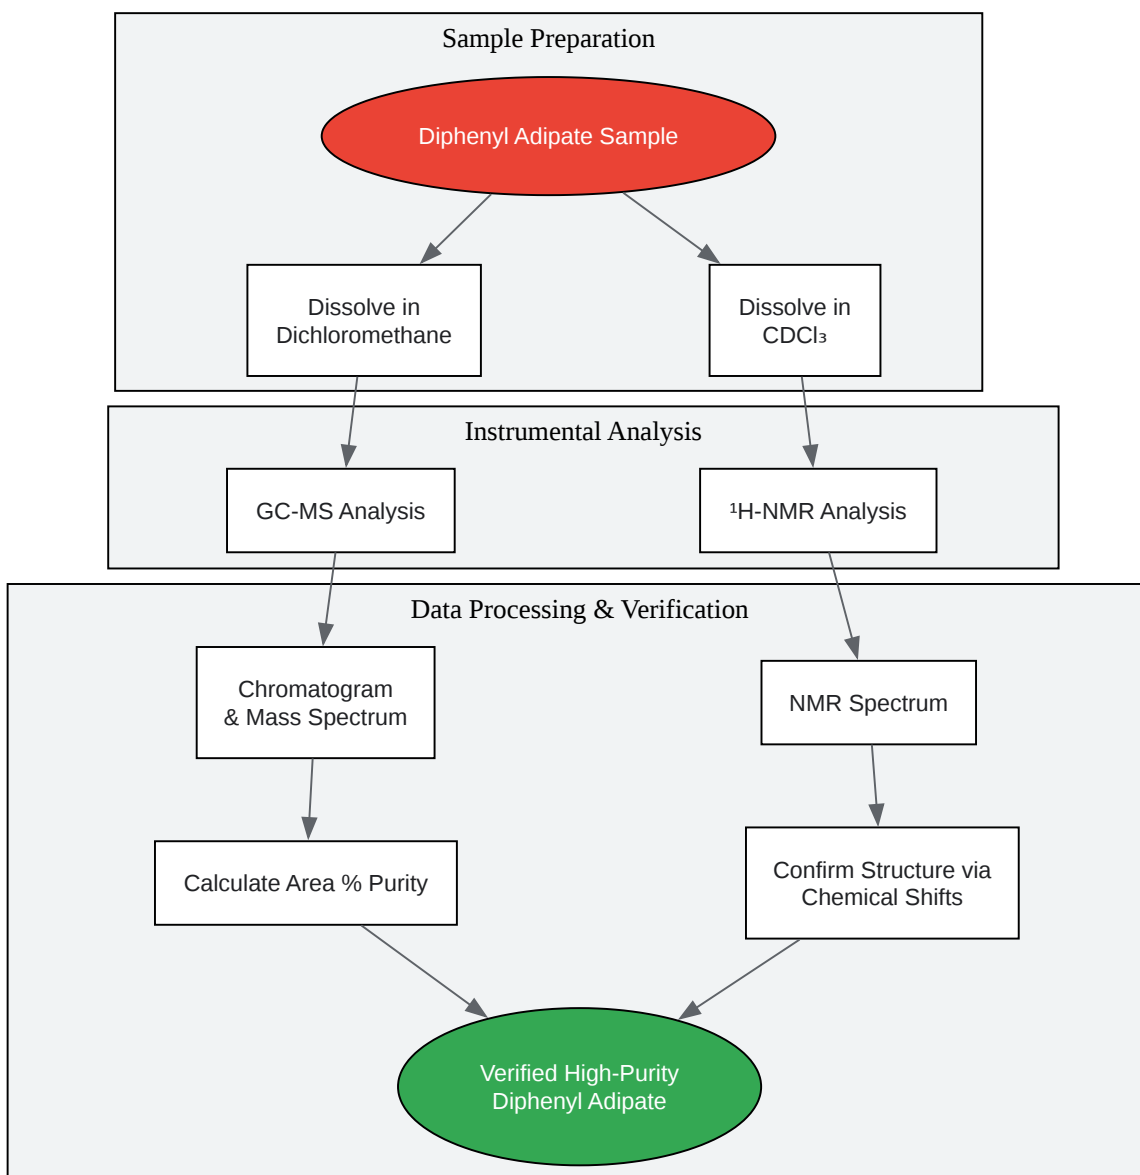 Sample Preparation
Diphenyl Adipate Sample
Dissolve in
Dichloromethane
Dissolve in
CDCl₃
Instrumental Analysis
GC-MS Analysis
¹H-NMR Analysis
Data Processing & Verification
Chromatogram
& Mass Spectrum
NMR Spectrum
Calculate Area % Purity
Confirm Structure via
Chemical Shifts
Verified High-Purity
Diphenyl Adipate